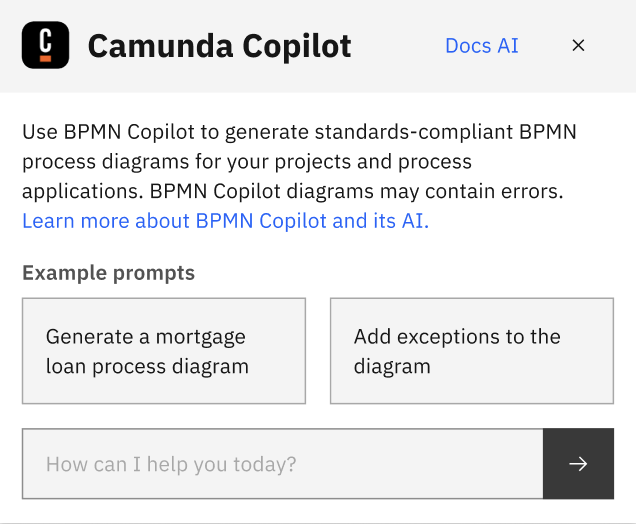 C
Camunda Copilot
Docs AI
Use BPMN Copilot to generate standards-compliant BPMN
process diagrams for your projects and process
applications. BPMN Copilot diagrams may contain errors.
Learn more about BPMN Copilot and its AI.
Example prompts
Generate a mortgage
loan process diagram
Add exceptions to the
diagram
How can I help you today?